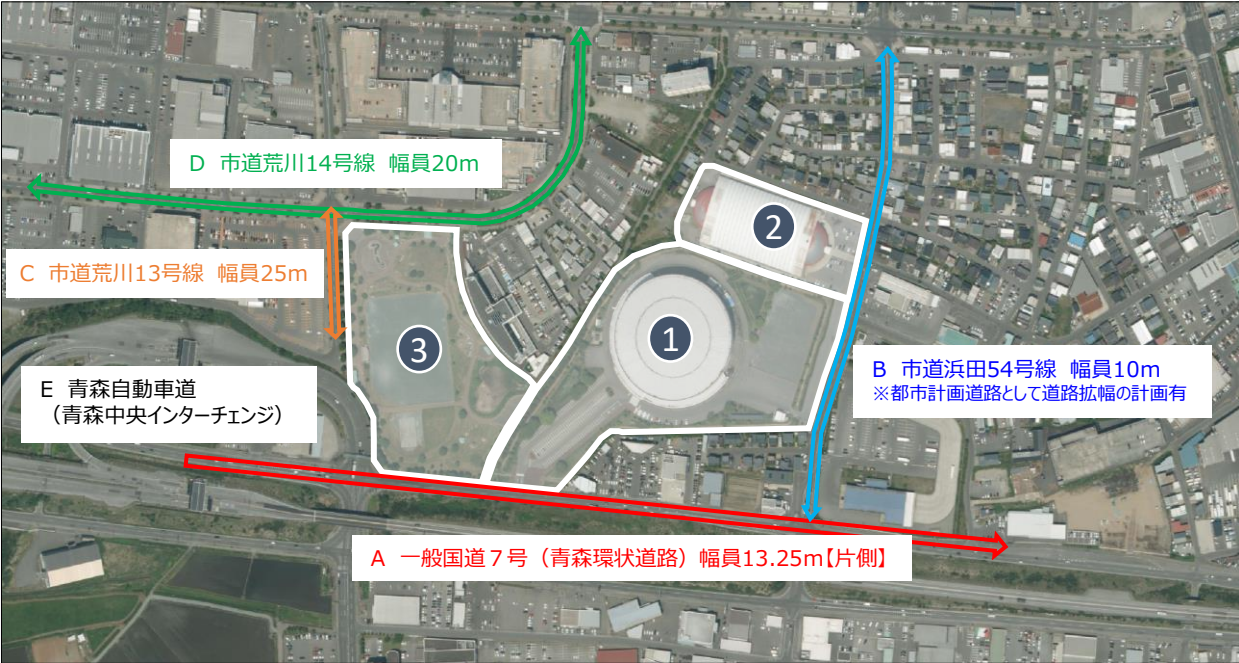 D 市道荒川14号線 幅員20m
2
C 市道荒川13号線 幅員25m
1
3
B 市道浜田54号線 幅員10m
※都市計画道路として道路拡幅の計画有
E 青森自動車道
（青森中央インターチェンジ）
A 一般国道７号（青森環状道路）幅員13.25m【片側】